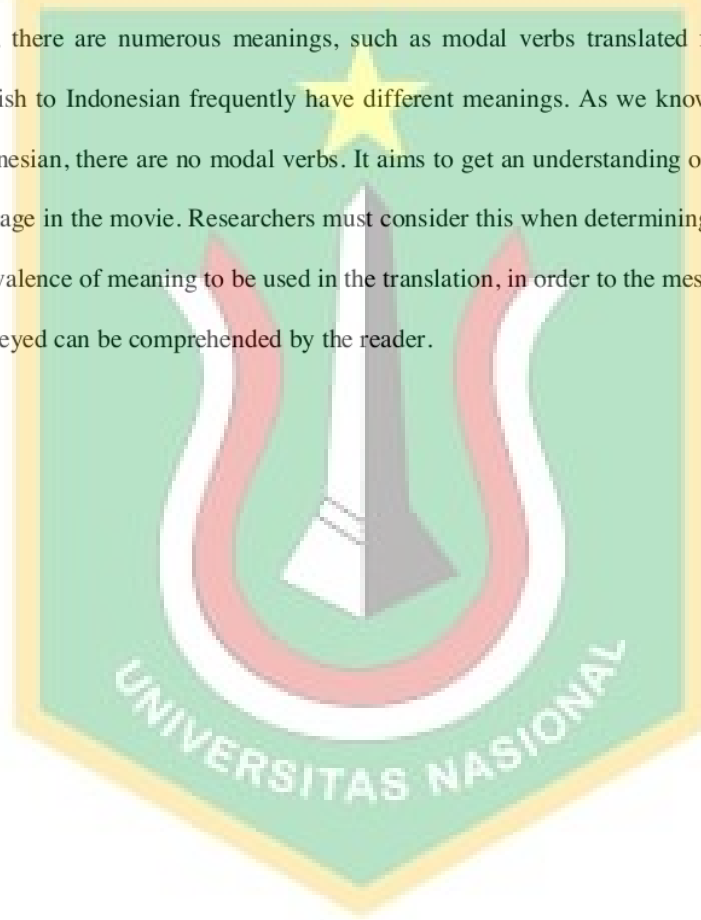 there are numerous meanings, such as modal verbs translated
ish to Indonesian frequently have different meanings. As we know
nesian, there are no modal verbs. It aims to get an understanding o
age in the movie. Researchers must consider this when determining
valence of meaning to be used in the translation, in order to the mes
eyed can be comprehended by the reader.
UNIVERSITAS NASIONAL